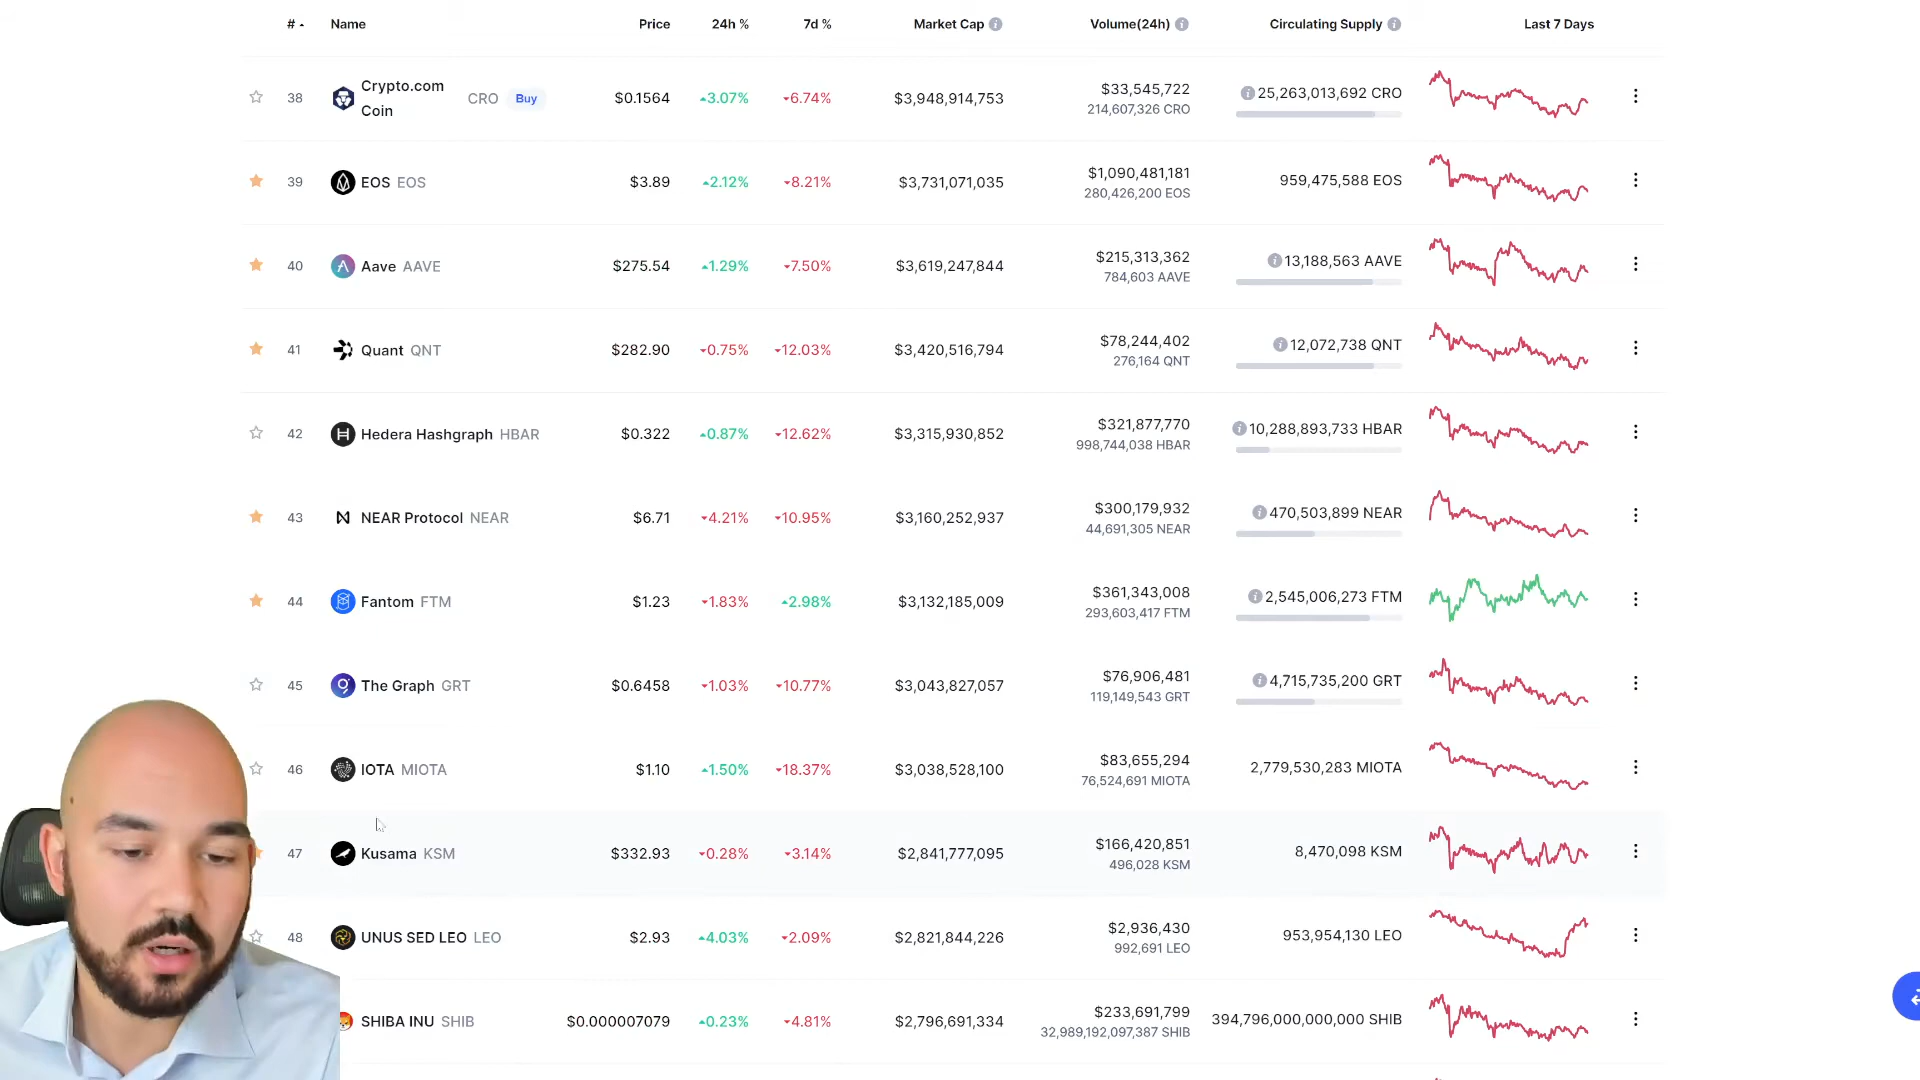 # Name Price 24h % 7d % Market Cap Volume(24h) Circulating Supply Last 7 Days
38 Crypto.com Coin CRO Buy $0.1564 3.07% 6.74% $3,948,914,753 $33,545,722 25,263,013,692 CRO
214,607,326 CRO
39 EOS EOS $3.89 2.12% 8.21% $3,731,071,035 $1,090,481,181 959,475,588 EOS
280,426,200 EOS
40 Aave AAVE $275.54 1.29% 7.50% $3,619,247,844 $215,313,362 13,188,563 AAVE
784,603 AAVE
41 Quant QNT $282.90 0.75% 12.03% $3,420,516,794 $78,244,402 12,072,738 QNT
276,164 QNT
42 Hedera Hashgraph HBAR $0.322 0.87% 12.62% $3,315,930,852 $321,877,770 10,288,893,733 HBAR
998,744,038 HBAR
43 NEAR Protocol NEAR $6.71 4.21% 10.95% $3,160,252,937 $300,179,932 470,503,899 NEAR
44,691,305 NEAR
44 Fantom FTM $1.23 1.83% 2.98% $3,132,185,009 $361,343,008 2,545,006,273 FTM
293,603,417 FTM
45 The Graph GRT $0.6458 1.03% 10.77% $3,043,827,057 $76,906,481 4,715,735,200 GRT
119,149,543 GRT
46 IOTA MIOTA $1.10 1.50% 18.37% $3,038,528,100 $83,655,294 2,779,530,283 MIOTA
76,524,691 MIOTA
47 Kusama KSM $332.93 0.28% 3.14% $2,841,777,095 $166,420,851 8,470,098 KSM
496,028 KSM
48 UNUS SED LEO LEO $2.93 4.03% 2.09% $2,821,844,226 $2,936,430 953,954,130 LEO
992,691 LEO
SHIBA INU SHIB $0.000007079 0.23% 4.81% $2,796,691,334 $233,691,799 394,796,000,000,000 SHIB
32,989,192,097,387 SHIB